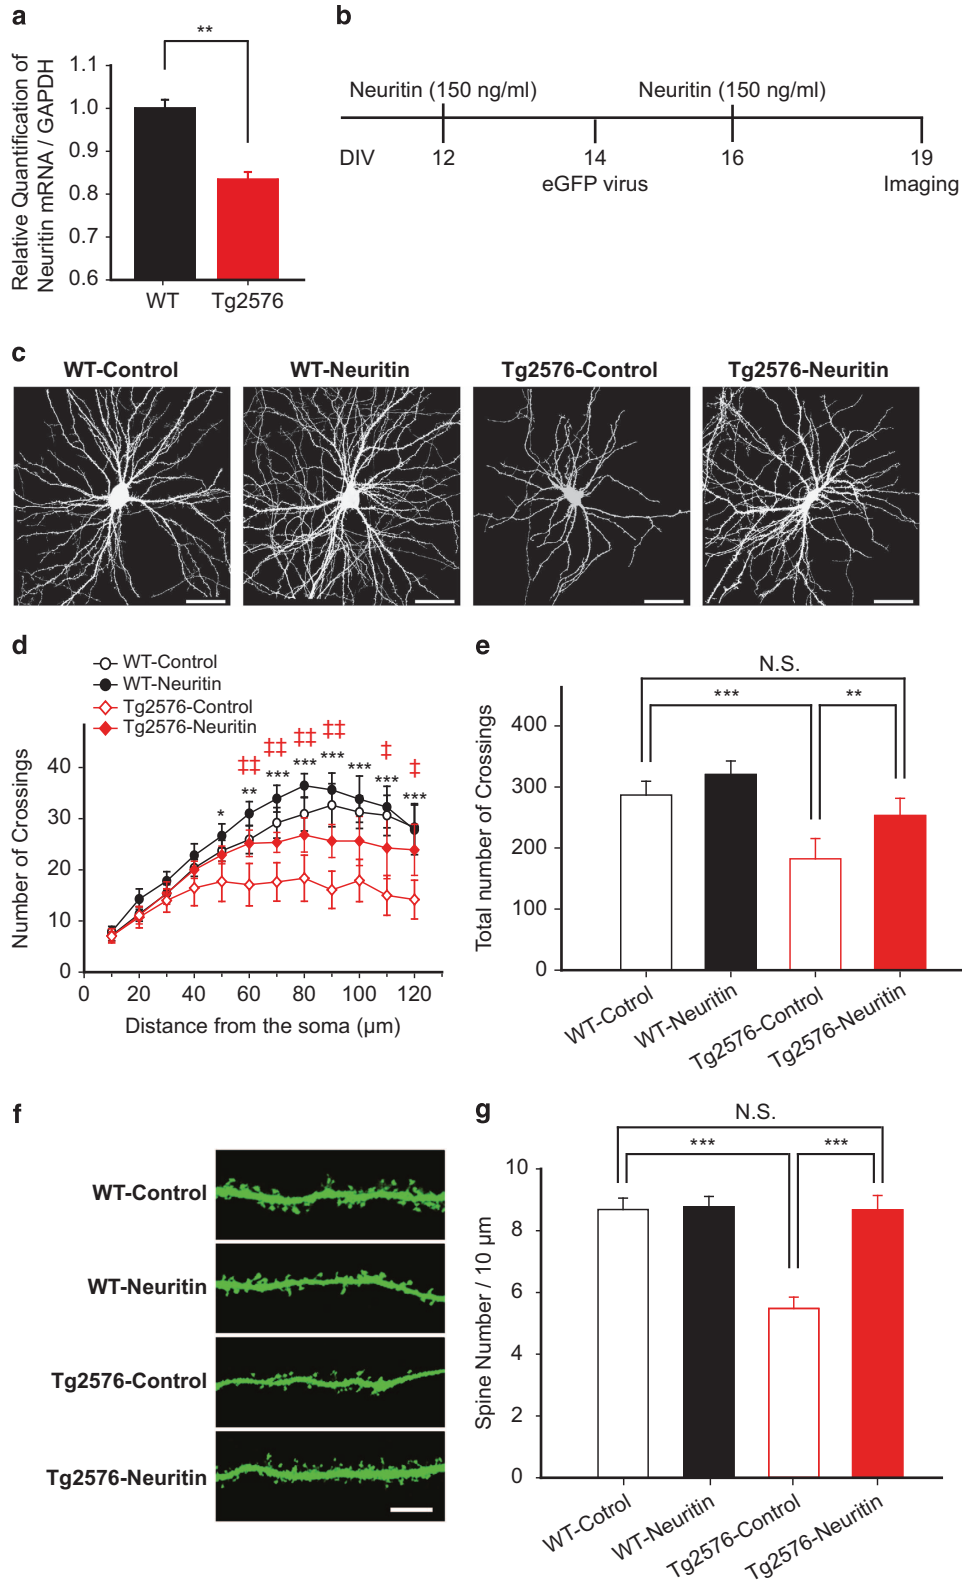 a
**
Relative Quantification of
Neuritin mRNA / GAPDH
1.1
1.0
0.9
0.8
0.7
0.6
WT
Tg2576
b
Neuritin (150 ng/ml)
Neuritin (150 ng/ml)
DIV
12
14
16
19
eGFP virus
Imaging
c
WT-Control
WT-Neuritin
Tg2576-Control
Tg2576-Neuritin
d
WT-Control
WT-Neuritin
Tg2576-Control
Tg2576-Neuritin
Number of Crossings
40
30
20
10
0
‡‡
‡‡
‡‡
‡‡
‡
‡
*
**
***
***
***
***
***
***
0
20
40
60
80
100
120
Distance from the soma (µm)
e
N.S.
***
**
Total number of Crossings
400
300
200
100
0
WT-Cotrol
WT-Neuritin
Tg2576-Control
Tg2576-Neuritin
f
WT-Control
WT-Neuritin
Tg2576-Control
Tg2576-Neuritin
g
N.S.
***
***
Spine Number / 10 µm
10
8
6
4
2
0
WT-Cotrol
WT-Neuritin
Tg2576-Control
Tg2576-Neuritin